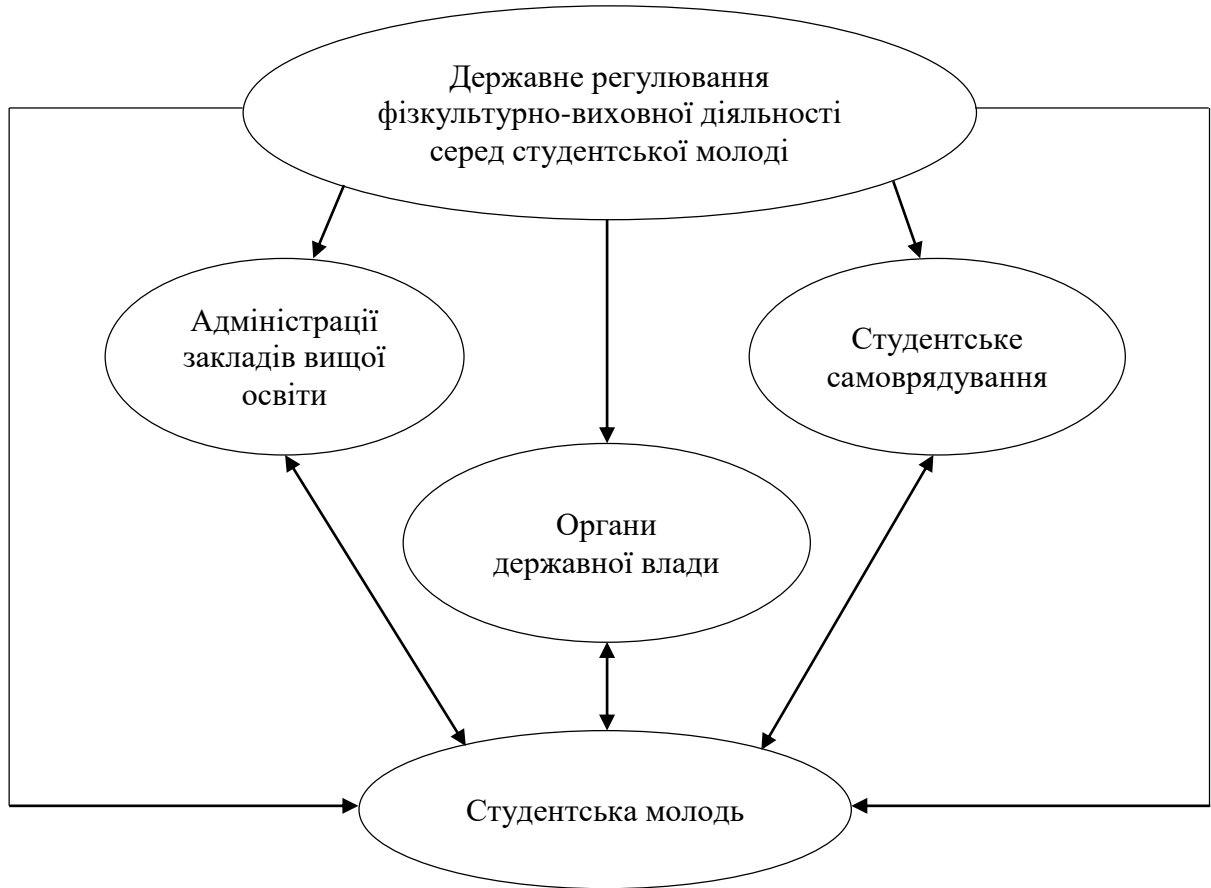 Державне регулювання
фізкультурно-виховної діяльності
серед студентської молоді
Адміністрації
закладів вищої
освіти
Студентське
самоврядування
Органи
державної влади
Студентська молодь